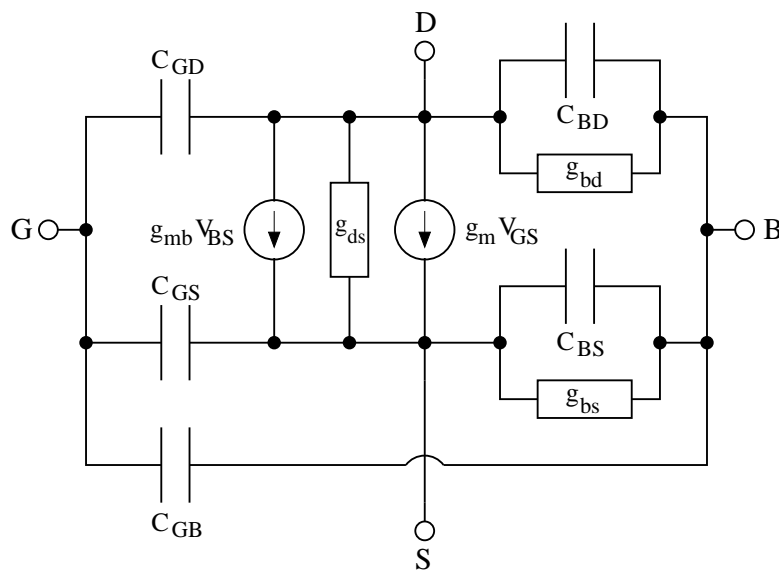 D
C_GD
C_BD
g_bd
G
g_mb V_BS
g_ds
g_m V_GS
B
C_GS
C_BS
g_bs
C_GB
S